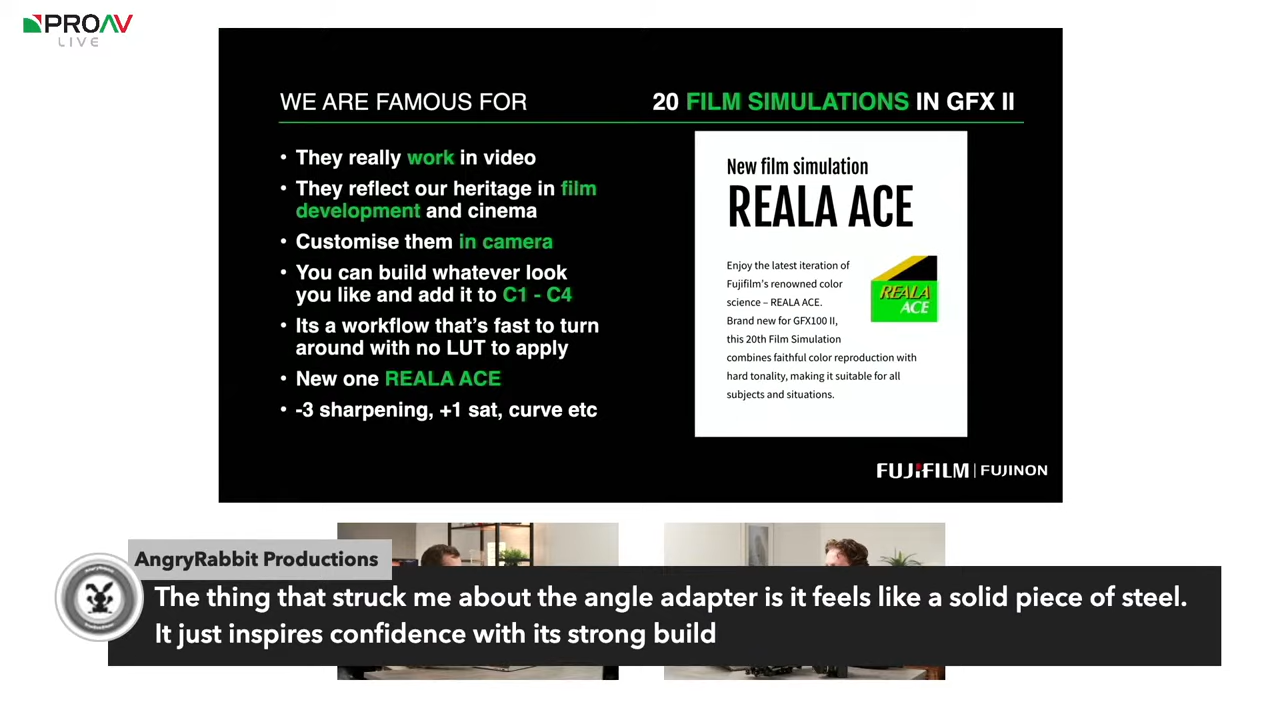 PROAV
LIVE
WE ARE FAMOUS FOR
20 FILM SIMULATIONS IN GFX II
• They really work in video
• They reflect our heritage in film
development and cinema
• Customise them in camera
• You can build whatever look
you like and add it to C1 - C4
• Its a workflow that's fast to turn
around with no LUT to apply
• New one REALA ACE
• -3 sharpening, +1 sat, curve etc
New film simulation
REALA ACE
Enjoy the latest iteration of
Fujifilm's renowned color
science – REALA ACE.
Brand new for GFX100 II,
this 20th Film Simulation
combines faithful color reproduction with
hard tonality, making it suitable for all
subjects and situations.
REALA
ACE
FUJIFILM | FUJINON
AngryRabbit Productions
The thing that struck me about the angle adapter is it feels like a solid piece of steel.
It just inspires confidence with its strong build